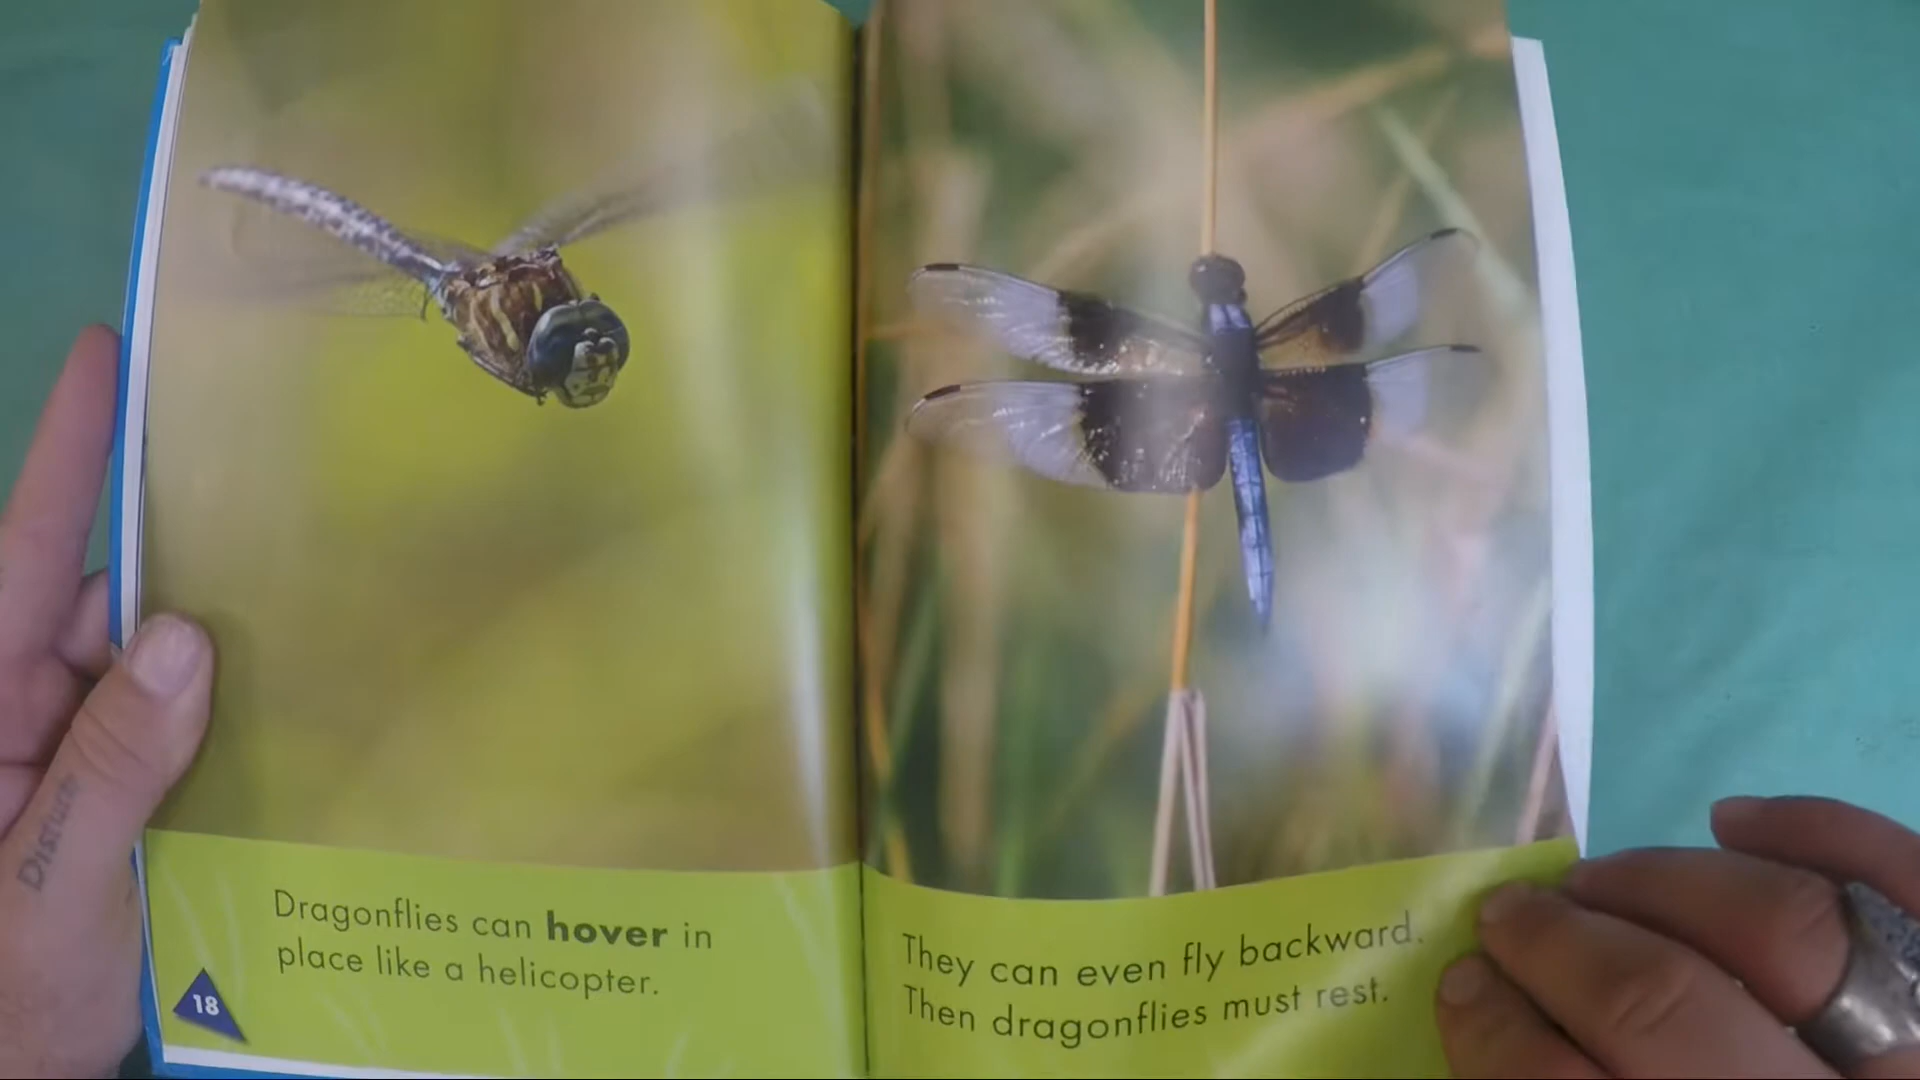 Dragonflies can hover in
place like a helicopter.
18
They can even fly backward.
Then dragonflies must rest.